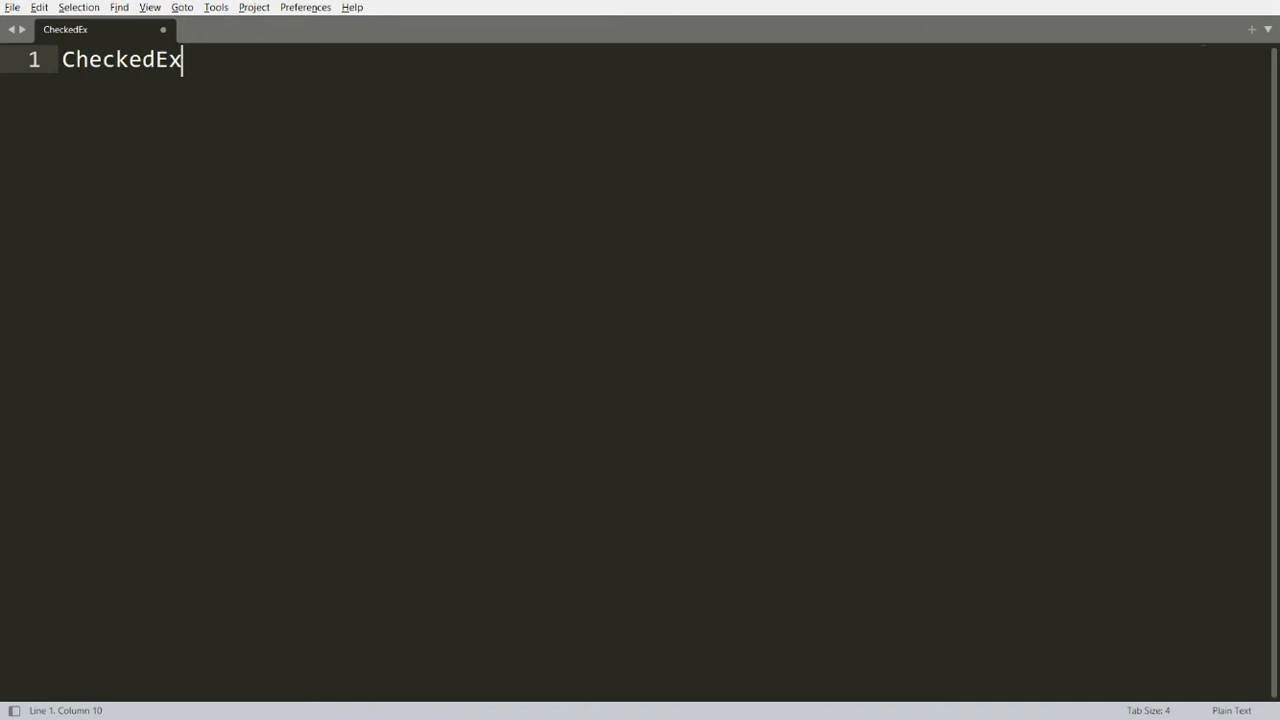 File Edit Selection Find View Goto Tools Project Preferences Help
CheckedEx
1 CheckedEx
Line 1, Column 10 Tab Size: 4 Plain Text